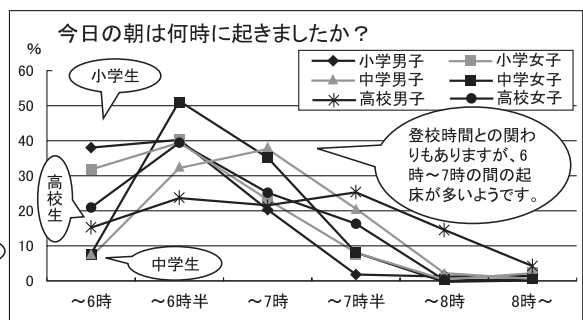 今日の朝は何時に起きましたか？
%
小学男子
小学女子
中学男子
中学女子
高校男子
高校女子
60
50
40
30
20
10
0
小学生
高校生
中学生
登校時間との関わ
りもありますが、6
時～7時の間の起
床が多いようです。
～6時
～6時半
～7時
～7時半
～8時
8時～